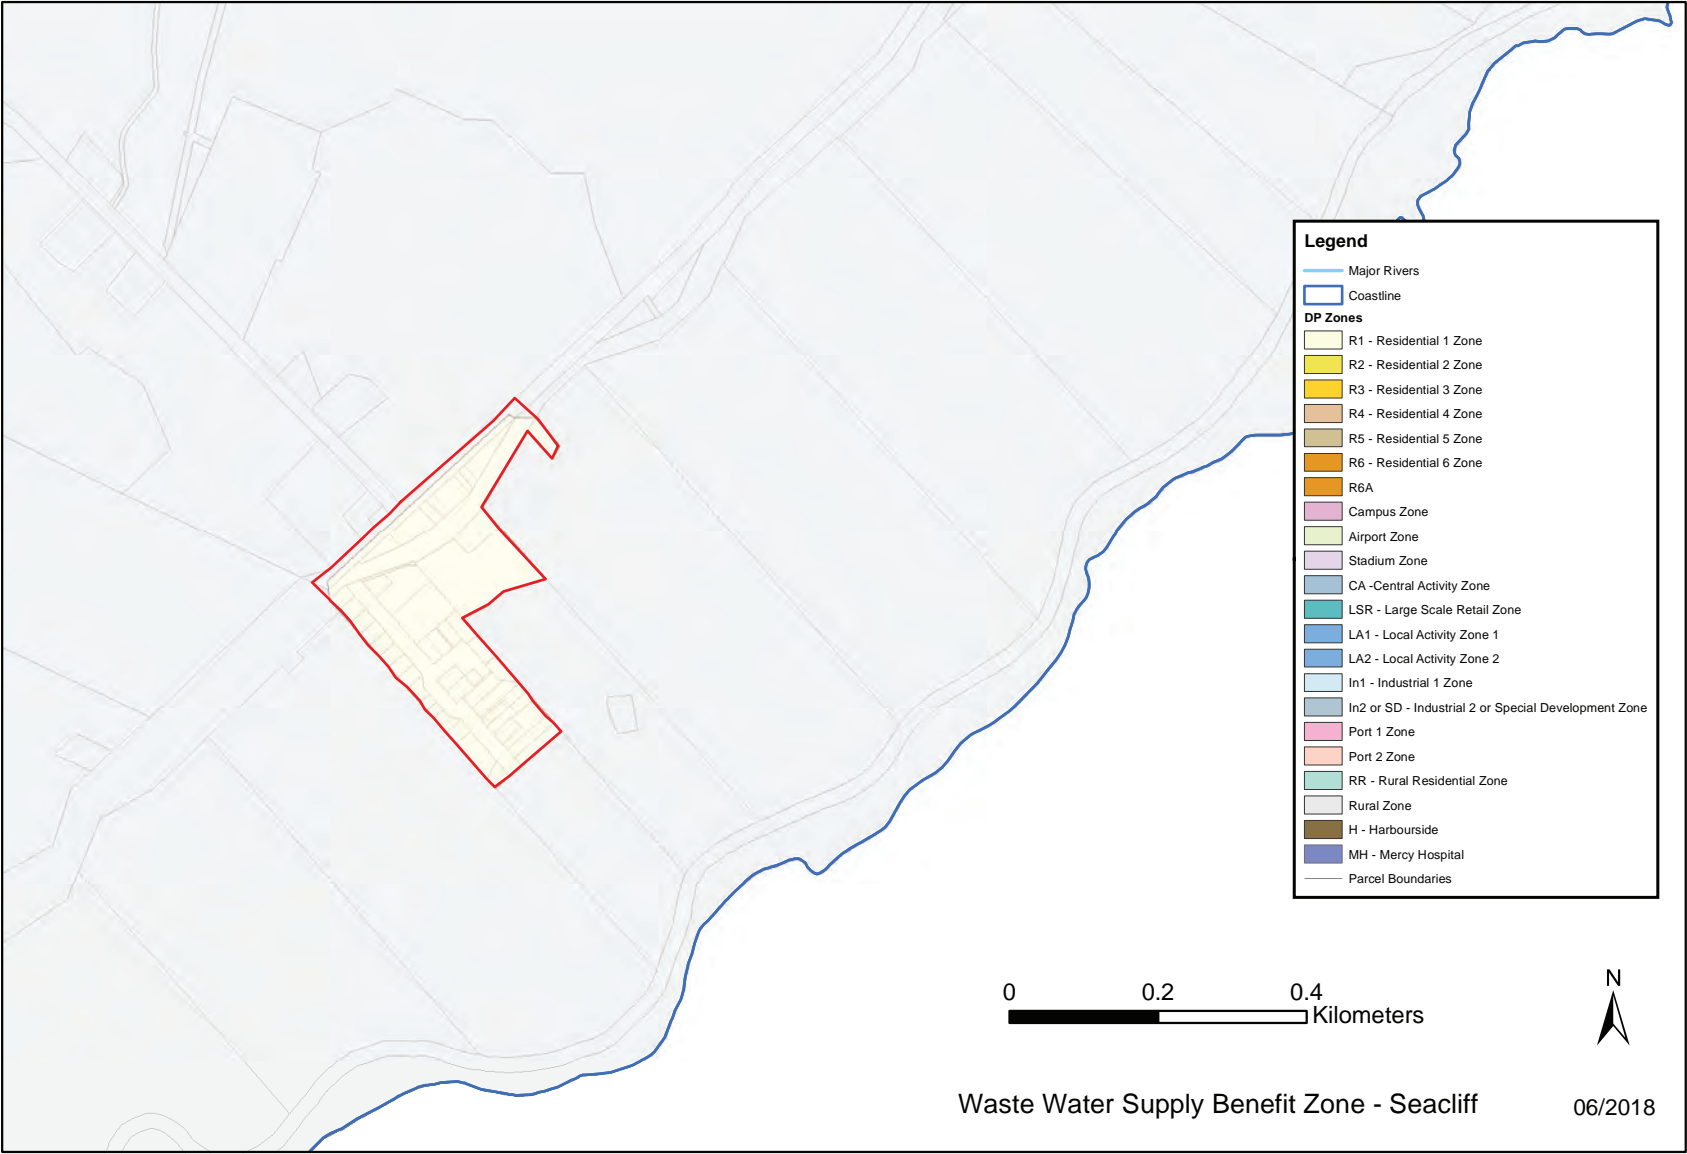 Legend
Major Rivers
Coastline
DP Zones
R1 - Residential 1 Zone
R2 - Residential 2 Zone
R3 - Residential 3 Zone
R4 - Residential 4 Zone
R5 - Residential 5 Zone
R6 - Residential 6 Zone
R6A
Campus Zone
Airport Zone
Stadium Zone
CA -Central Activity Zone
LSR - Large Scale Retail Zone
LA1 - Local Activity Zone 1
LA2 - Local Activity Zone 2
In1 - Industrial 1 Zone
In2 or SD - Industrial 2 or Special Development Zone
Port 1 Zone
Port 2 Zone
RR - Rural Residential Zone
Rural Zone
H - Harbourside
MH - Mercy Hospital
Parcel Boundaries
0 0.2 0.4
Kilometers
N
Waste Water Supply Benefit Zone - Seacliff
06/2018